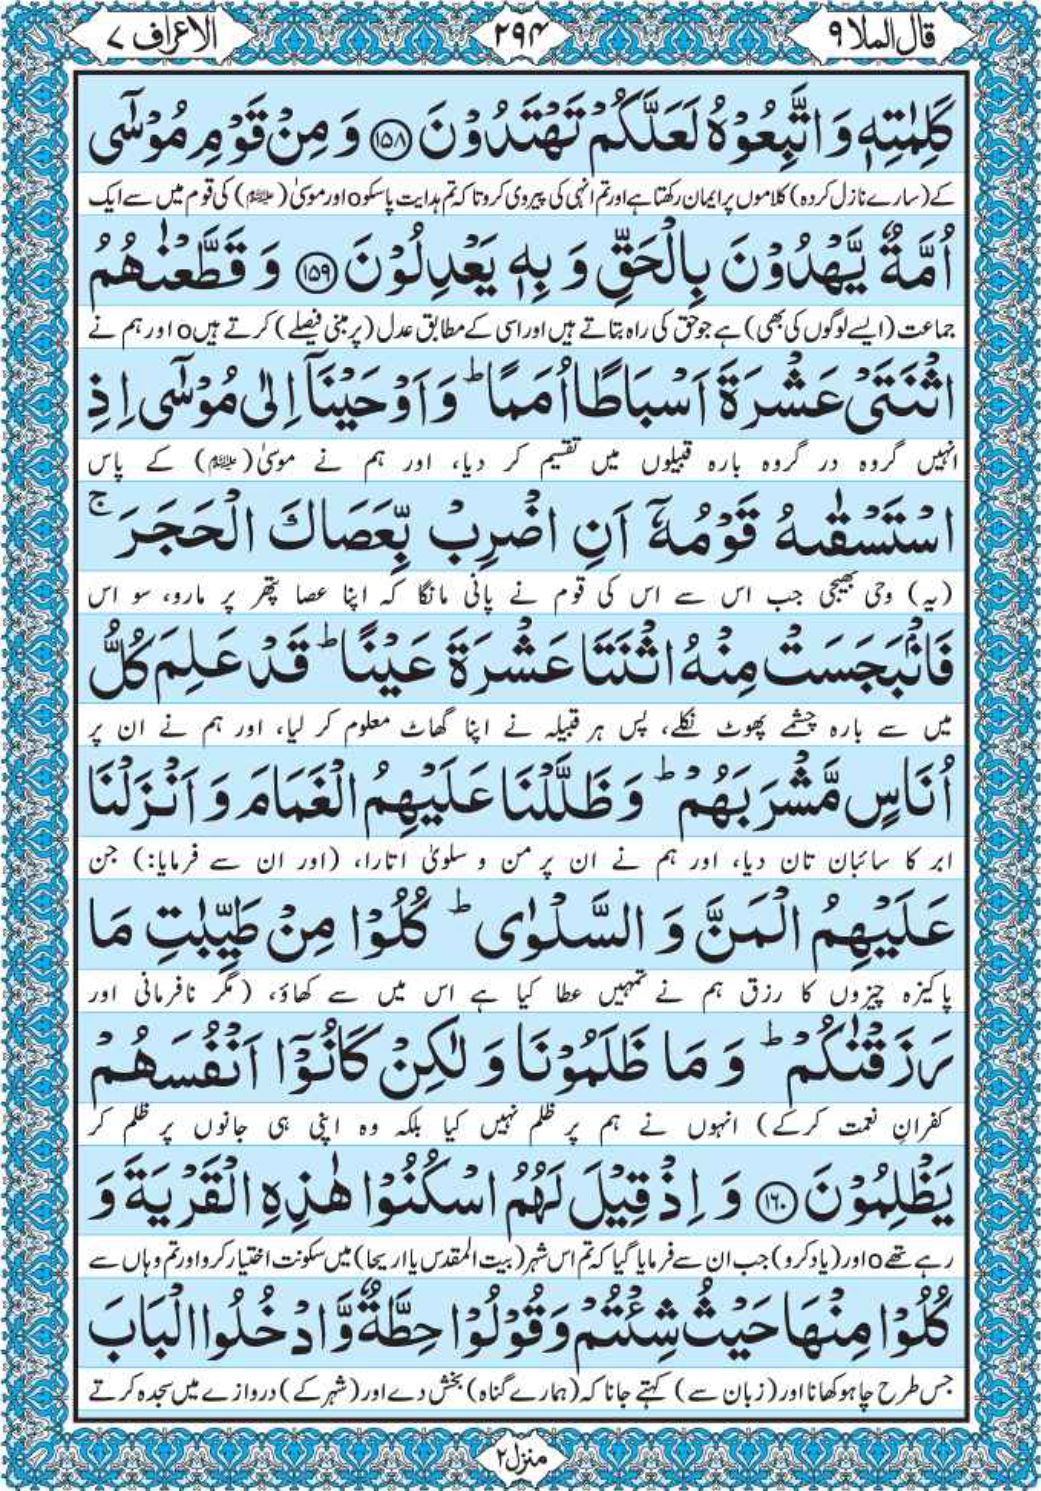 قال الملا ۹ ۲۹۴ الاعراف ۷
كَلِمٰتِهٖ وَ اتَّبِعُوْهُ لَعَلَّكُمْ تَهْتَدُوْنَ ﴿۱۵۸﴾ وَ مِنْ قَوْمِ مُوْسٰۤى
کے (سارے نازل کردہ) کلاموں پر ایمان رکھتا ہے اور تم انہی کی پیروی کرو تا کہ تم ہدایت پا سکوo اور موسیٰ (علیہ السلام) کی قوم میں سے ایک
اُمَّةٌ يَّهْدُوْنَ بِالْحَقِّ وَ بِهٖ يَعْدِلُوْنَ ﴿۱۵۹﴾ وَ قَطَّعْنٰهُمُ
جماعت (ایسے لوگوں کی بھی) ہے جو حق کی راہ بتاتے ہیں اور اسی کے مطابق عدل (پر مبنی فیصلے) کرتے ہیںo اور ہم نے
اثْنَتَىْ عَشْرَةَ اَسْبَاطًا اُمَمًا ؕ وَ اَوْحَيْنَاۤ اِلٰى مُوْسٰۤى اِذِ
انہیں گروہ در گروہ بارہ قبیلوں میں تقسیم کر دیا، اور ہم نے موسیٰ (علیہ السلام) کے پاس
اسْتَسْقٰىهُ قَوْمُهٗۤ اَنِ اضْرِبْ بِّعَصَاكَ الْحَجَرَ ۚ
(یہ) وحی بھیجی جب اس سے اس کی قوم نے پانی مانگا کہ اپنا عصا پتھر پر مارو، سو اس
فَانْۢبَجَسَتْ مِنْهُ اثْنَتَا عَشْرَةَ عَيْنًا ؕ قَدْ عَلِمَ كُلُّ
میں سے بارہ چشمے پھوٹ نکلے، پس ہر قبیلہ نے اپنا گھاٹ معلوم کر لیا، اور ہم نے ان پر
اُنَاسٍ مَّشْرَبَهُمْ ؕ وَ ظَلَّلْنَا عَلَيْهِمُ الْغَمَامَ وَ اَنْزَلْنَا
ابر کا سائبان تان دیا، اور ہم نے ان پر من و سلویٰ اتارا، (اور ان سے فرمایا:) جن
عَلَيْهِمُ الْمَنَّ وَ السَّلْوٰى ؕ كُلُوْا مِنْ طَيِّبٰتِ مَا
پاکیزہ چیزوں کا رزق ہم نے تمہیں عطا کیا ہے اس میں سے کھاؤ، (مگر نافرمانی اور
رَزَقْنٰكُمْ ؕ وَ مَا ظَلَمُوْنَا وَ لٰكِنْ كَانُوْۤا اَنْفُسَهُمْ
کفرانِ نعمت کرکے) انہوں نے ہم پر ظلم نہیں کیا بلکہ وہ اپنی ہی جانوں پر ظلم کر
يَظْلِمُوْنَ ﴿۱۶۰﴾ وَ اِذْ قِيْلَ لَهُمُ اسْكُنُوْا هٰذِهِ الْقَرْيَةَ وَ
رہے تھےo اور (یاد کرو) جب ان سے فرمایا گیا کہ تم اس شہر (بیت المقدس یا اریحا) میں سکونت اختیار کرو اور تم وہاں سے
كُلُوْا مِنْهَا حَيْثُ شِئْتُمْ وَ قُوْلُوْا حِطَّةٌ وَّ ادْخُلُوا الْبَابَ
جس طرح چاہو کھانا اور (زبان سے) کہتے جانا کہ (ہمارے گناہ) بخش دے اور (شہر کے) دروازے میں سجدہ کرتے
منزل ۲